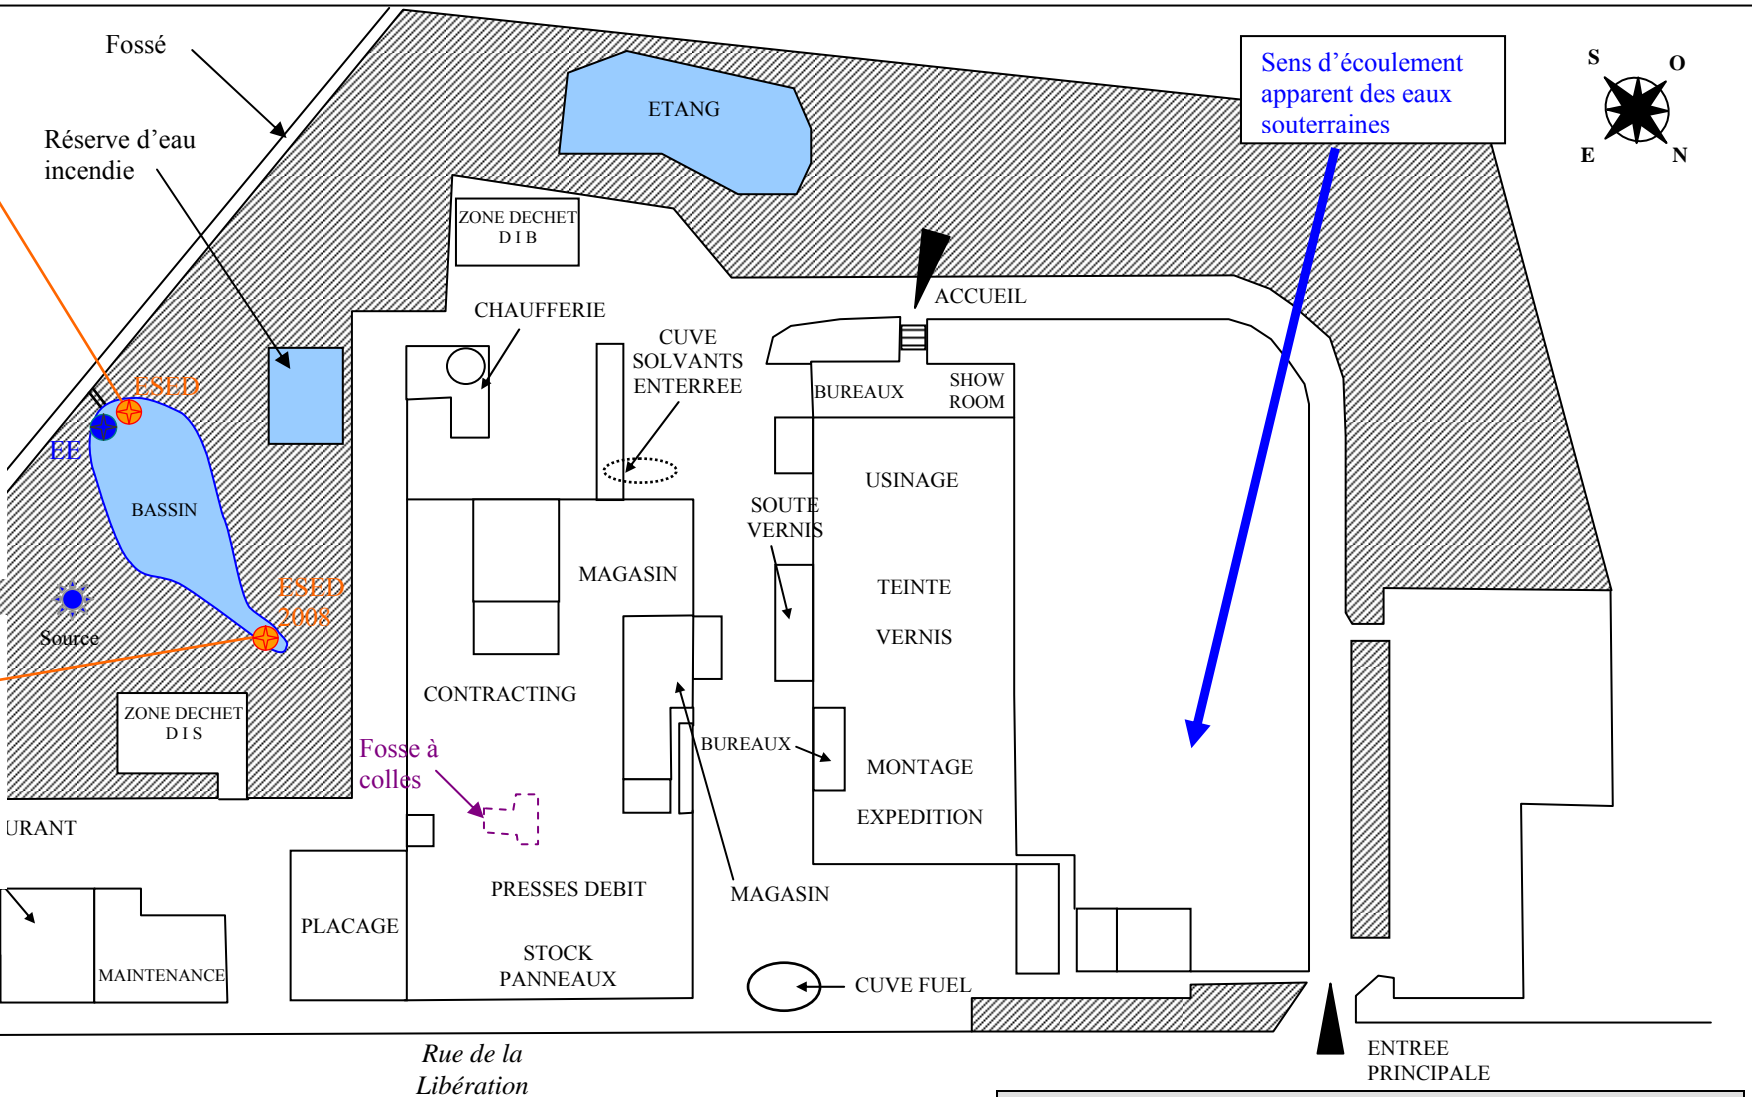 Fossé
Réserve d'eau
incendie
ETANG
Sens d'écoulement
apparent des eaux
souterraines
S
O
E
N
ZONE DECHET
D I B
CHAUFFERIE
CUVE
SOLVANTS
ENTERREE
ACCUEIL
BUREAUX
SHOW
ROOM
ESED
EE
BASSIN
USINAGE
SOUTE
VERNIS
MAGASIN
TEINTE
VERNIS
ESED
2008
Source
CONTRACTING
ZONE DECHET
D I S
Fosse à
colles
BUREAUX
MONTAGE
EXPEDITION
URANT
PRESSES DEBIT
MAGASIN
PLACAGE
STOCK
PANNEAUX
MAINTENANCE
CUVE FUEL
Rue de la
Libération
ENTREE
PRINCIPALE